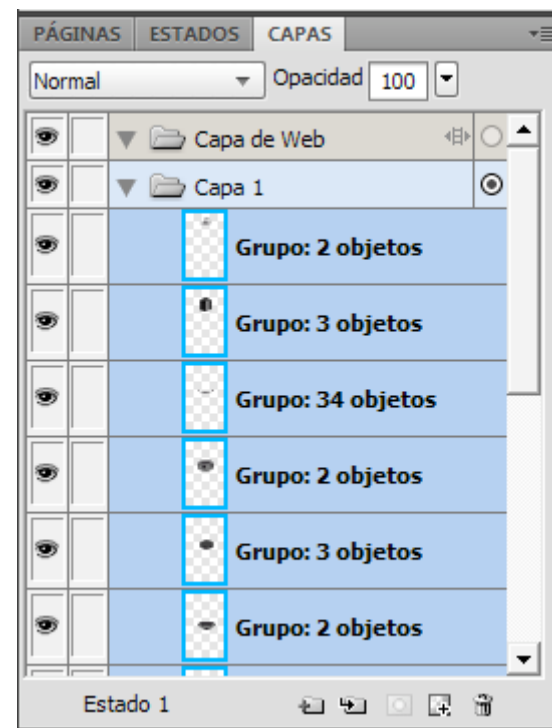 PÁGINAS ESTADOS CAPAS
Normal Opacidad 100
Capa de Web
Capa 1
Grupo: 2 objetos
Grupo: 3 objetos
Grupo: 34 objetos
Grupo: 2 objetos
Grupo: 3 objetos
Grupo: 2 objetos
Estado 1